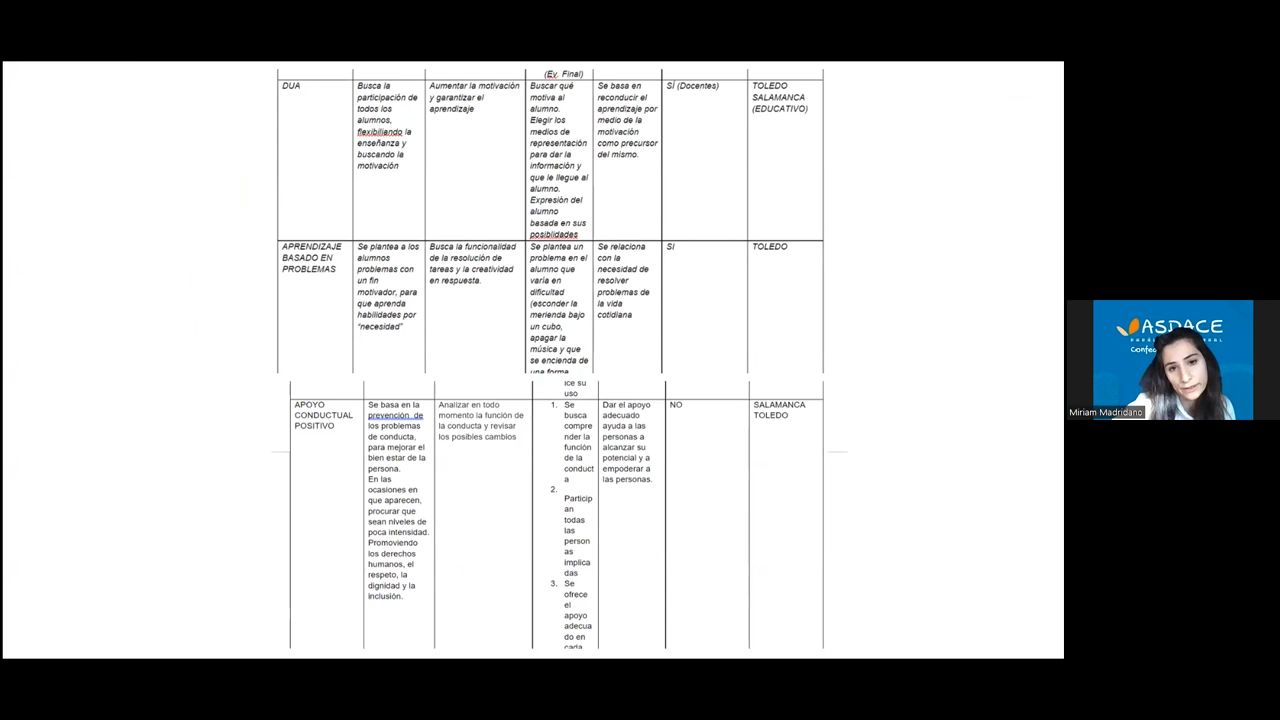 (Ev. Final)
DUA
Busca la
participación de
todos los
alumnos,
flexibiliando la
enseñanza y
buscando la
motivación
Aumentar la motivación
y garantizar el
aprendizaje
Buscar qué
motiva al
alumno.
Elegir los
medios de
representación
para dar la
información y
que le llegue al
alumno.
Expresión del
alumno
basada en sus
posiblidades
Se basa en
reconducir el
aprendizaje por
medio de la
motivación
como precursor
del mismo.
SÍ (Docentes)
TOLEDO
SALAMANCA
(EDUCATIVO)
APRENDIZAJE
BASADO EN
PROBLEMAS
Se plantea a los
alumnos
problemas con
un fin
motivador, para
que aprenda
habilidades por
“necesidad”
Busca la funcionalidad
de la resolución de
tareas y la creatividad
en respuesta.
Se plantea un
problema en el
alumno que
varía en
dificultad
(esconder la
merienda bajo
un cubo,
apagar la
música y que
se encienda de
una forma
Se relaciona
con la
necesidad de
resolver
problemas de
la vida
cotidiana
SI
TOLEDO
ice su
uso
APOYO
CONDUCTUAL
POSITIVO
Se basa en la
prevención de
los problemas
de conducta,
para mejorar el
bien estar de la
persona.
En las
ocasiones en
que aparecen,
procurar que
sean niveles de
poca intensidad.
Promoviendo
los derechos
humanos, el
respeto, la
dignidad y la
inclusión.
Analizar en todo
momento la función de
la conducta y revisar
los posibles cambios
1. Se
busca
compre
nder la
función
de la
conduct
a
2.
Particip
an
todas
las
person
as
implica
das
3. Se
ofrece
el
apoyo
adecua
do en
cada
Dar el apoyo
adecuado
ayuda a las
personas a
alcanzar su
potencial y a
empoderar a
las personas.
NO
SALAMANCA
TOLEDO
ASPACE
Confe
Miriam Madridano